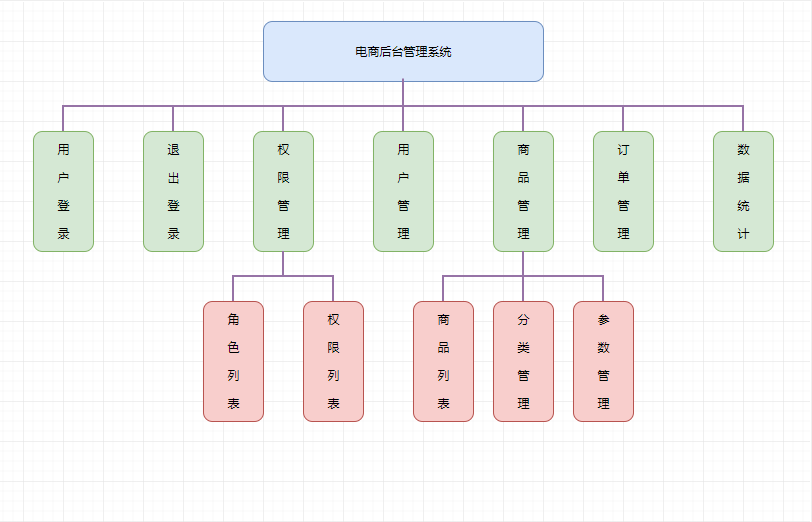 电商后台管理系统
用户登录
退出登录
权限管理
用户管理
商品管理
订单管理
数据统计
角色列表
权限列表
商品列表
分类管理
参数管理